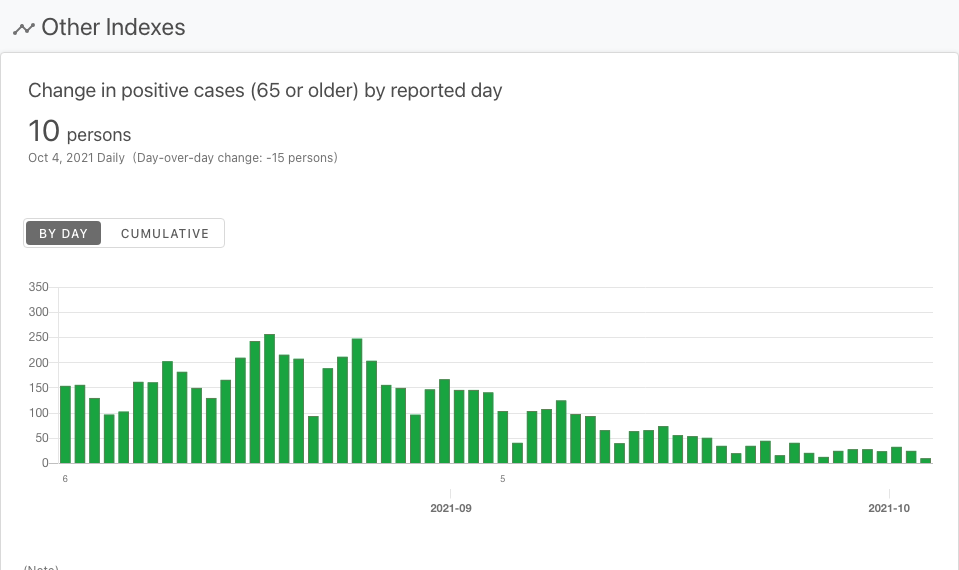 Other Indexes
Change in positive cases (65 or older) by reported day
10 persons
Oct 4, 2021 Daily (Day-over-day change: -15 persons)
BY DAY CUMULATIVE
350
300
250
200
150
100
50
0
6 5
2021-09 2021-10
(Note)